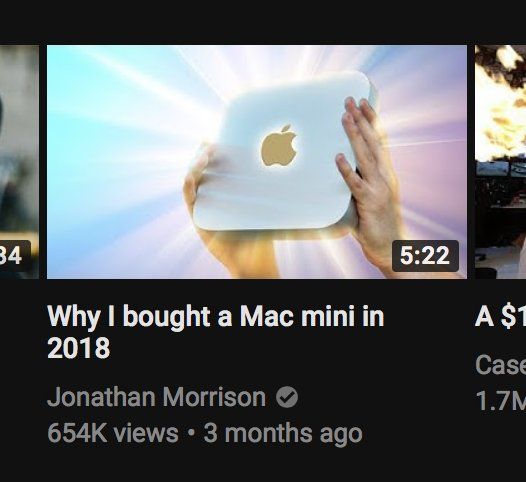 34
5:22
Why I bought a Mac mini in
2018
Jonathan Morrison
654K views • 3 months ago
A $1
Case
1.7M